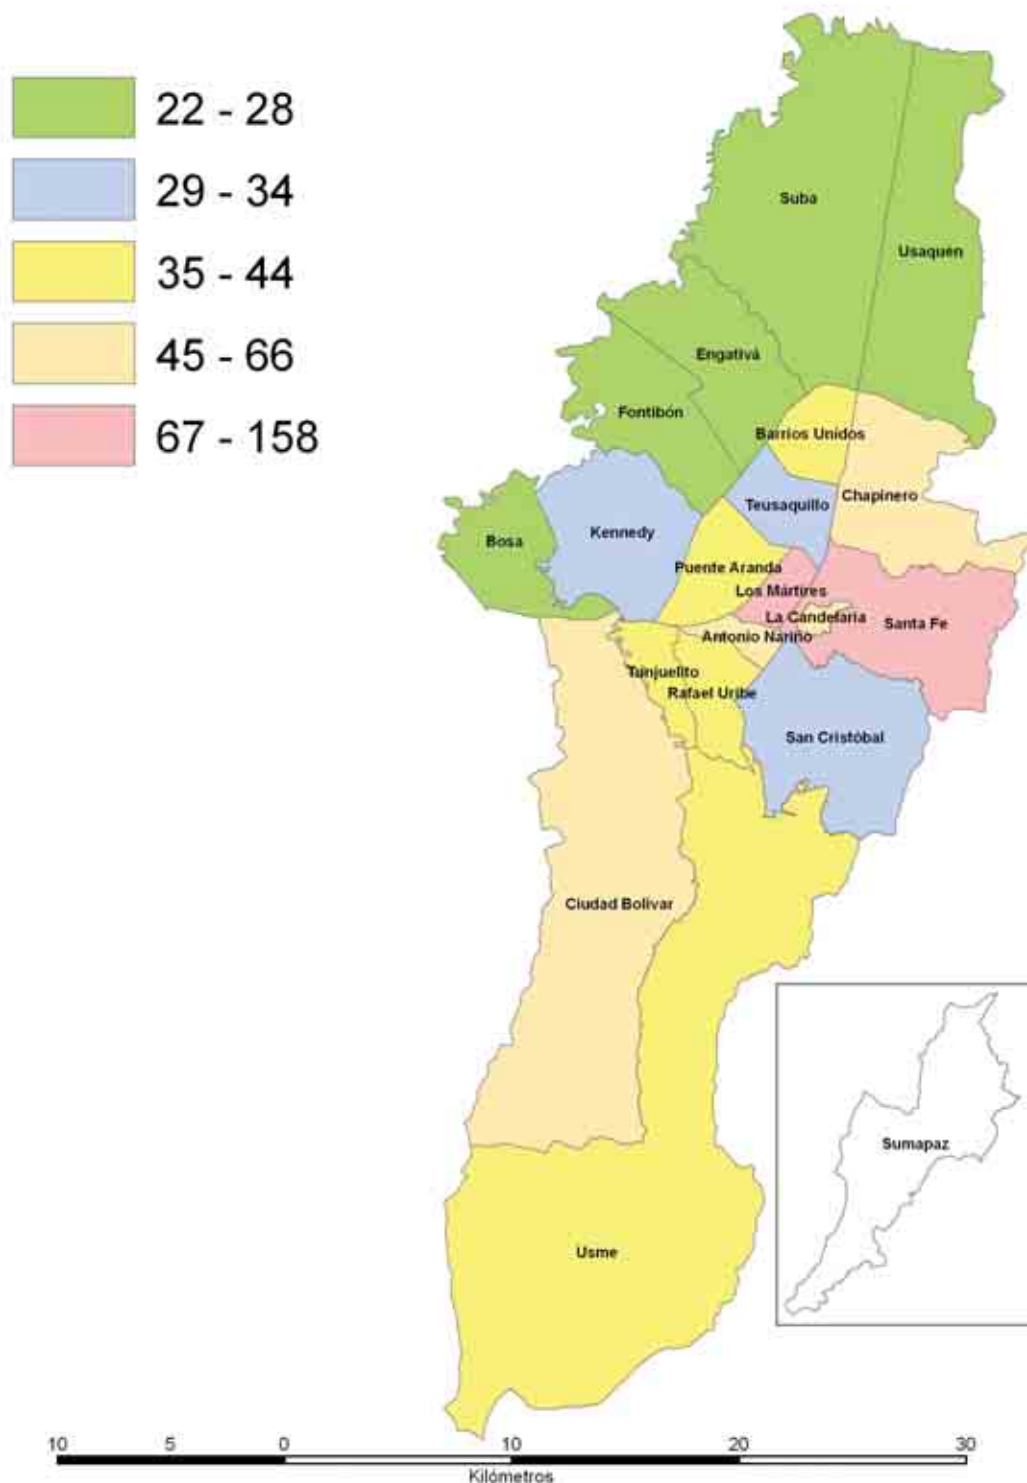 22 - 28
29 - 34
35 - 44
45 - 66
67 - 158
Suba
Usaquén
Engativá
Fontibón
Barrios Unidos
Chapinero
Teusaquillo
Kennedy
Bosa
Puente Aranda
Los Mártires
La Candelaria
Santa Fe
Antonio Nariño
Tunjuelito
Rafael Uribe
San Cristóbal
Ciudad Bolívar
Sumapaz
Usme
10 5 0 10 20 30
Kilómetros